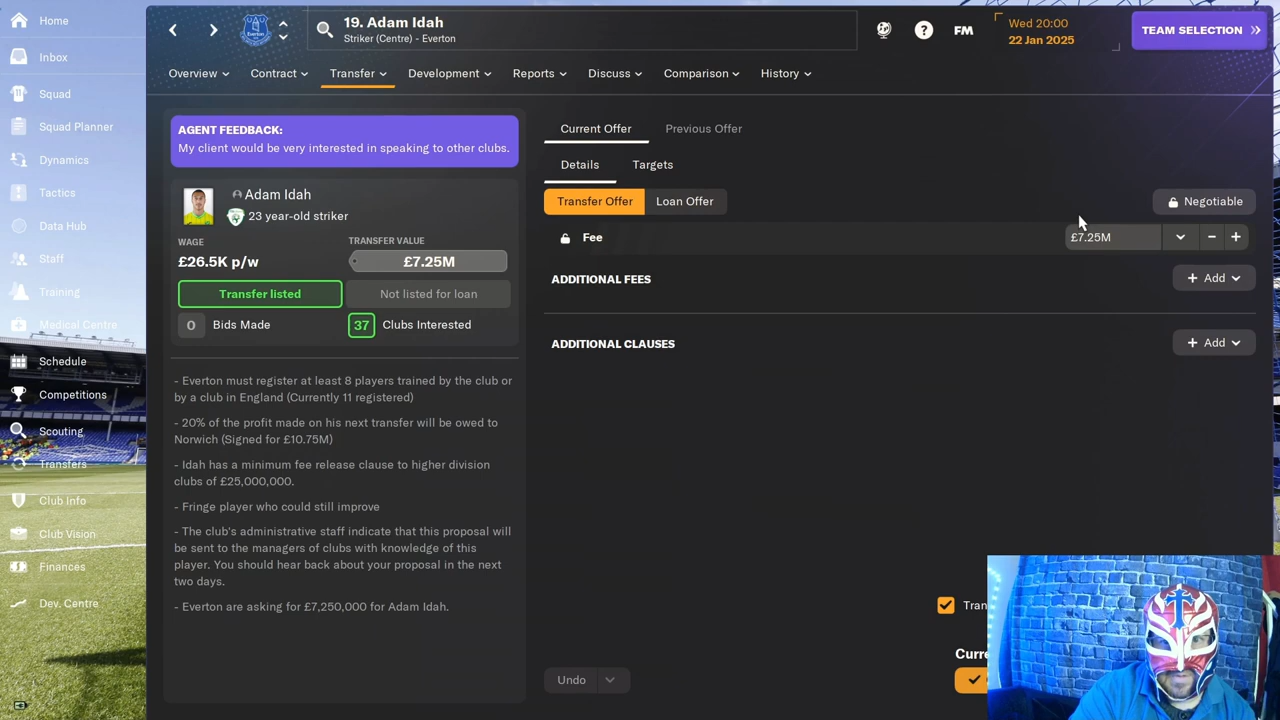 Home
Inbox
Squad
Squad Planner
Dynamics
Tactics
Data Hub
Staff
Training
Medical Centre
Schedule
Competitions
Scouting
Transfers
Club Info
Club Vision
Finances
Dev. Centre
19. Adam Idah
Striker (Centre) - Everton
FM
Wed 20:00
22 Jan 2025
TEAM SELECTION
Overview
Contract
Transfer
Development
Reports
Discuss
Comparison
History
AGENT FEEDBACK:
My client would be very interested in speaking to other clubs.
Adam Idah
23 year-old striker
WAGE
£26.5K p/w
TRANSFER VALUE
£7.25M
Transfer listed
Not listed for loan
0 Bids Made
37 Clubs Interested
- Everton must register at least 8 players trained by the club or
by a club in England (Currently 11 registered)
- 20% of the profit made on his next transfer will be owed to
Norwich (Signed for £10.75M)
- Idah has a minimum fee release clause to higher division
clubs of £25,000,000.
- Fringe player who could still improve
- The club's administrative staff indicate that this proposal will
be sent to the managers of clubs with knowledge of this
player. You should hear back about your proposal in the next
two days.
- Everton are asking for £7,250,000 for Adam Idah.
Current Offer
Previous Offer
Details
Targets
Transfer Offer
Loan Offer
Negotiable
Fee
£7.25M
ADDITIONAL FEES
+ Add
ADDITIONAL CLAUSES
+ Add
Tran
Curre
Undo